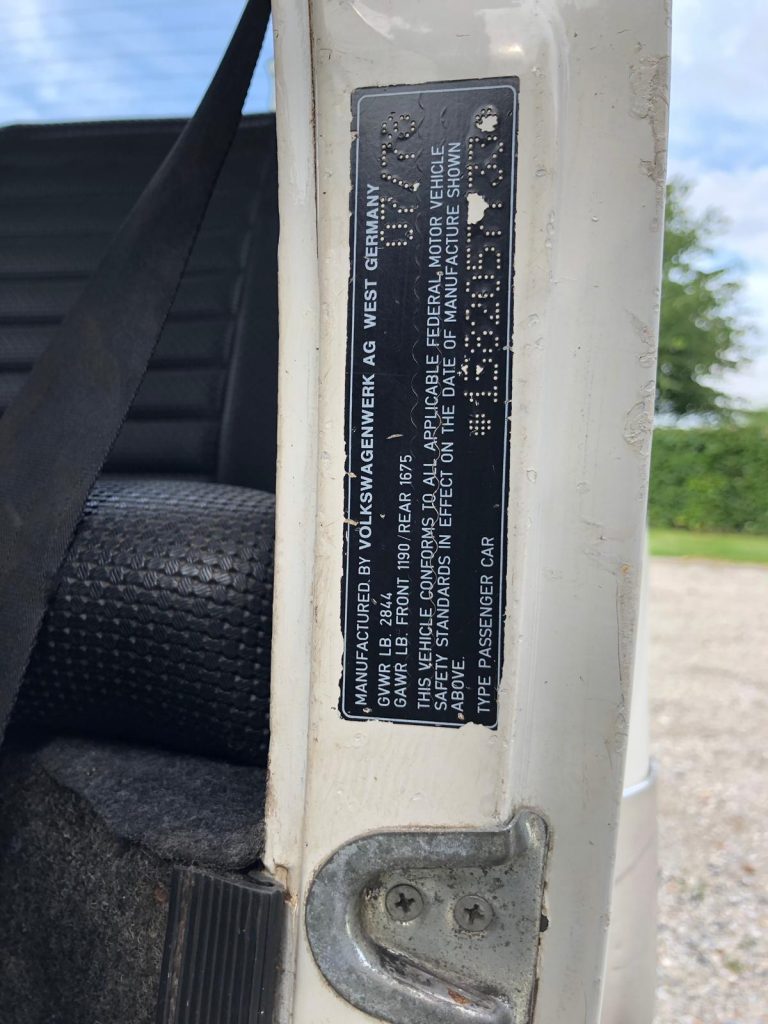 MANUFACTURED BY VOLKSWAGENWERK AG WEST GERMANY
GVWR LB. 2844 07/78
GAWR LB. FRONT 1190/REAR 1675
THIS VEHICLE CONFORMS TO ALL APPLICABLE FEDERAL MOTOR VEHICLE
SAFETY STANDARDS IN EFFECT ON THE DATE OF MANUFACTURE SHOWN
ABOVE.
TYPE PASSENGER CAR